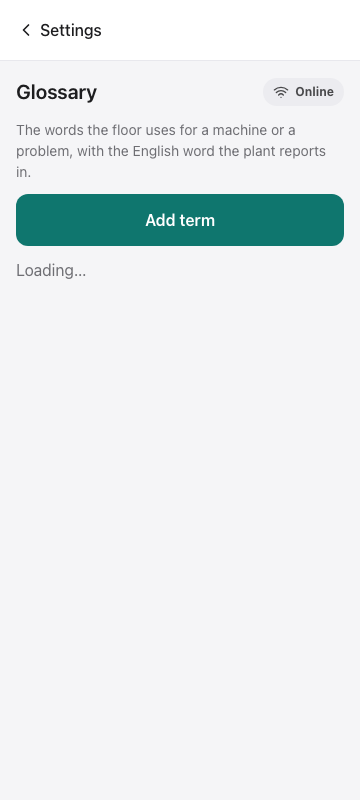 Settings
Glossary
Online
The words the floor uses for a machine or a
problem, with the English word the plant reports
in.
Add term
Loading...